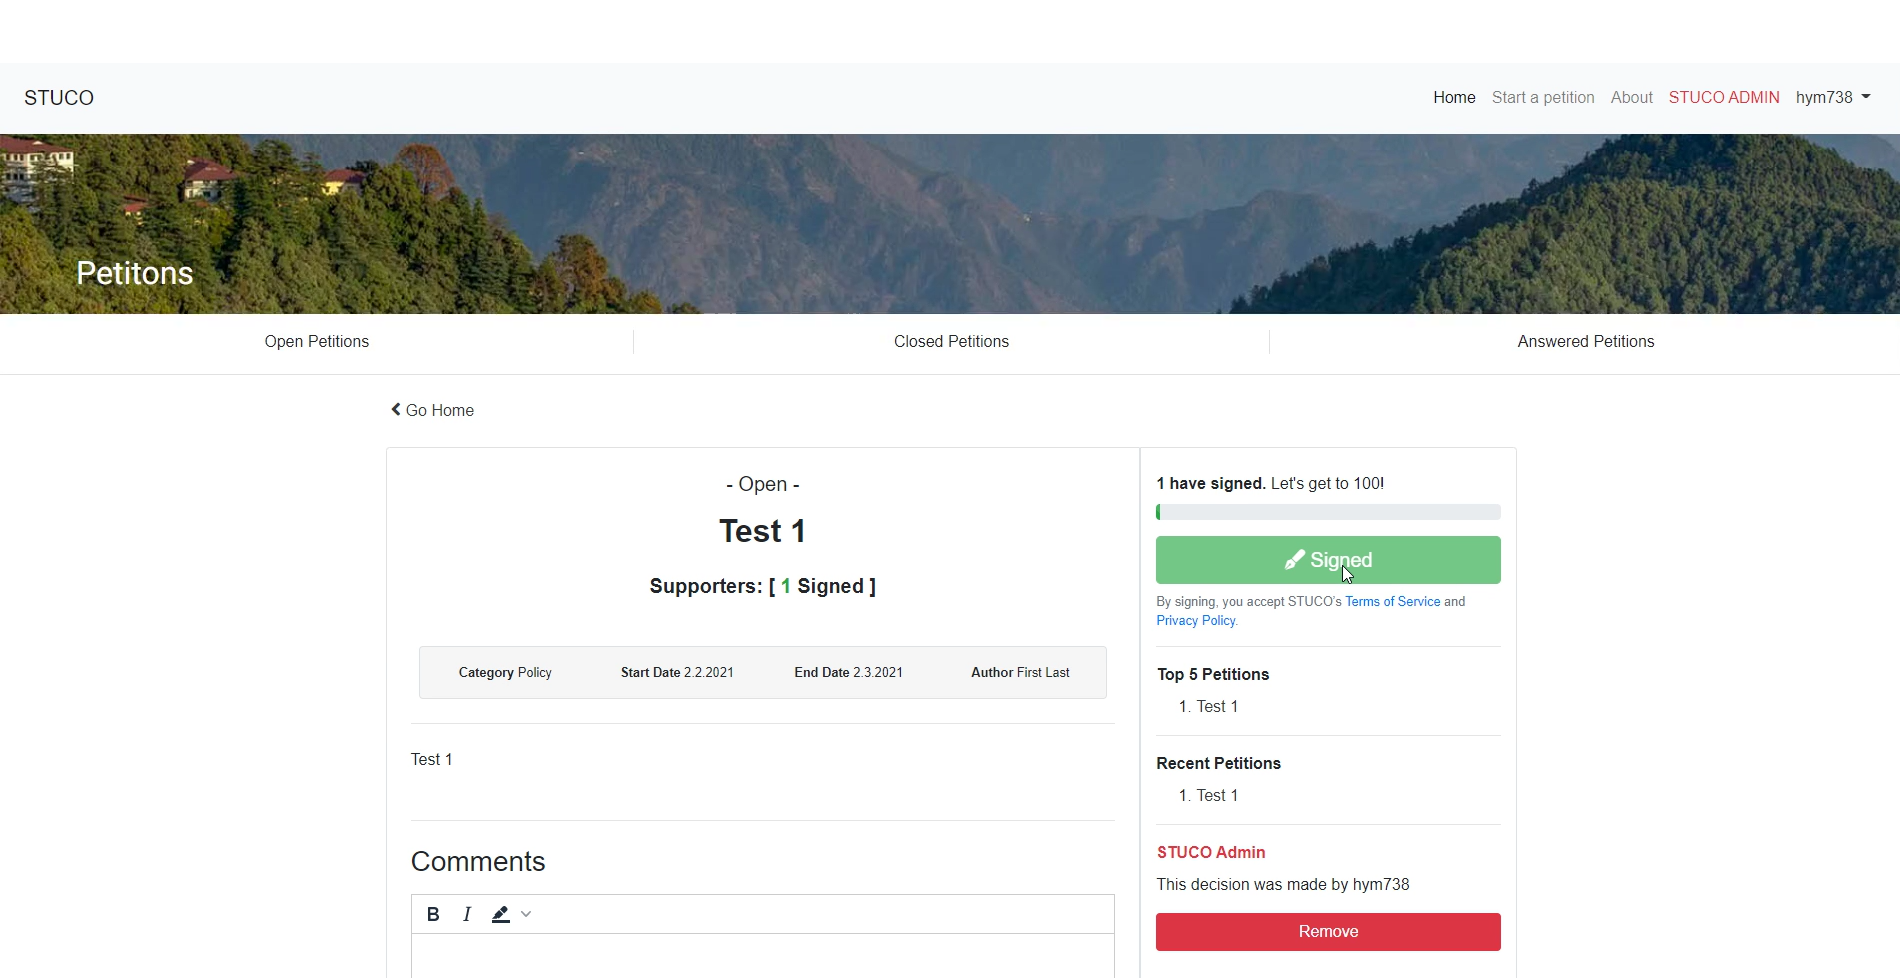 STUCO
Home Start a petition About STUCO ADMIN hym738
Petitons
Open Petitions
Closed Petitions
Answered Petitions
Go Home
- Open -
Test 1
Supporters: [ 1 Signed ]
Category Policy
Start Date 2.2.2021
End Date 2.3.2021
Author First Last
Test 1
Comments
B I
1 have signed. Let's get to 100!
Signed
By signing, you accept STUCO's Terms of Service and
Privacy Policy.
Top 5 Petitions
1. Test 1
Recent Petitions
1. Test 1
STUCO Admin
This decision was made by hym738
Remove